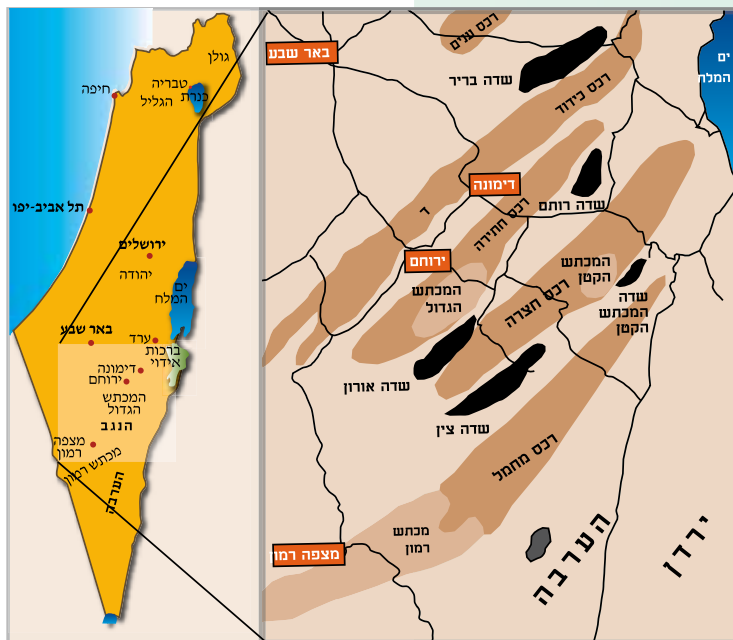 גולן
טבריה
כנרת
הגליל
חיפה
תל אביב-יפו
ירושלים
יהודה
ים
המלח
באר שבע
ערד
ברכות
אידוי
דימונה
ירוחם
המכתש
הגדול
הנגב
מצפה
רמון
מכתש רמון
הערבה
רכס ענים
באר שבע
שדה בריר
ים
המלח
רכס כידוד
דימונה
שדה רותם
רכס חתירה
ד
ירוחם
המכתש
הקטן
המכתש
הגדול
רכס חצרה
שדה
המכתש
הקטן
שדה אורון
שדה צין
רכס מחמל
מכתש
רמון
מצפה רמון
הערבה
ירדן